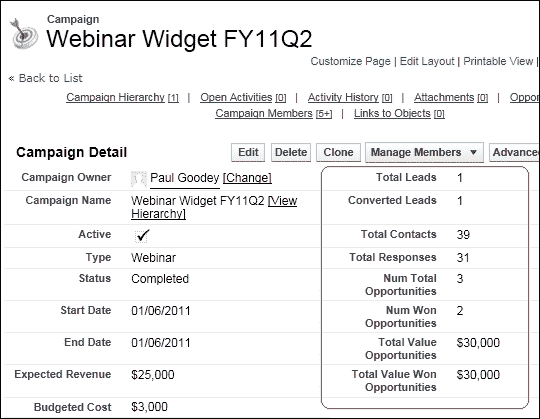 Campaign
Webinar Widget FY11Q2
Customize Page | Edit Layout | Printable View |
« Back to List
Campaign Hierarchy [1] | Open Activities [0] | Activity History [0] | Attachments [0] | Oppo
Campaign Members [5+] | Links to Objects [0]
Campaign Detail Edit Delete Clone Manage Members ▼ Advance
Campaign Owner Paul Goodey [Change] Total Leads 1
Campaign Name Webinar Widget FY11Q2 [View Hierarchy] Converted Leads 1
Active ✓ Total Contacts 39
Type Webinar Total Responses 31
Status Completed Num Total Opportunities 3
Start Date 01/06/2011 Num Won Opportunities 2
End Date 01/06/2011 Total Value Opportunities $30,000
Expected Revenue $25,000 Total Value Won Opportunities $30,000
Budgeted Cost $3,000